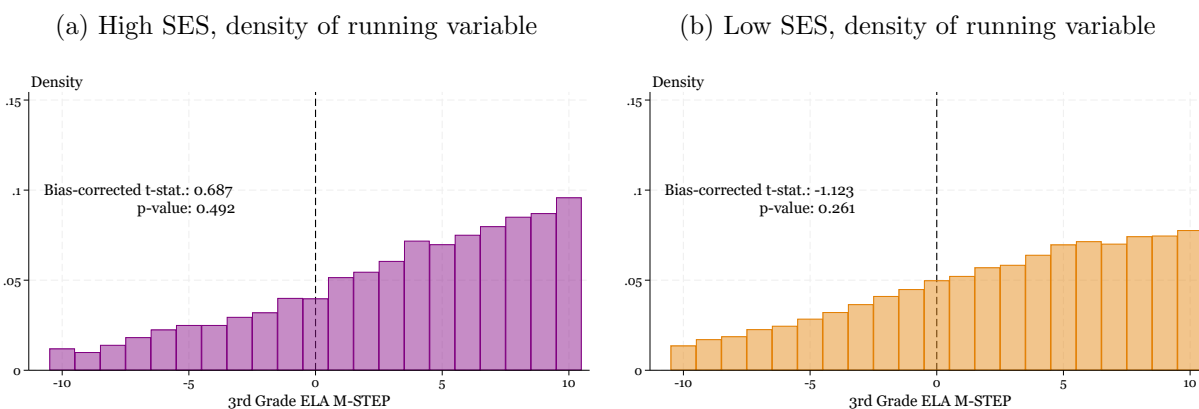 (a) High SES, density of running variable
Density
.15
.1
Bias-corrected t-stat.: 0.687
p-value: 0.492
.05
0
-10
-5
0
5
10
3rd Grade ELA M-STEP
(b) Low SES, density of running variable
Density
.15
.1
Bias-corrected t-stat.: -1.123
p-value: 0.261
.05
0
-10
-5
0
5
10
3rd Grade ELA M-STEP